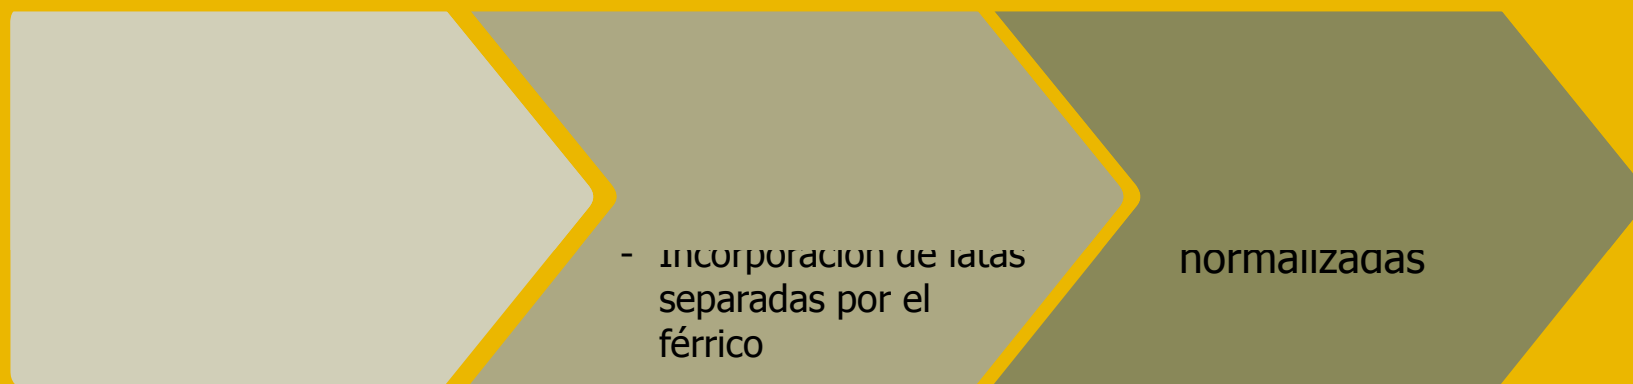 - Incorporación de latas
separadas por el
férrico
normalizadas